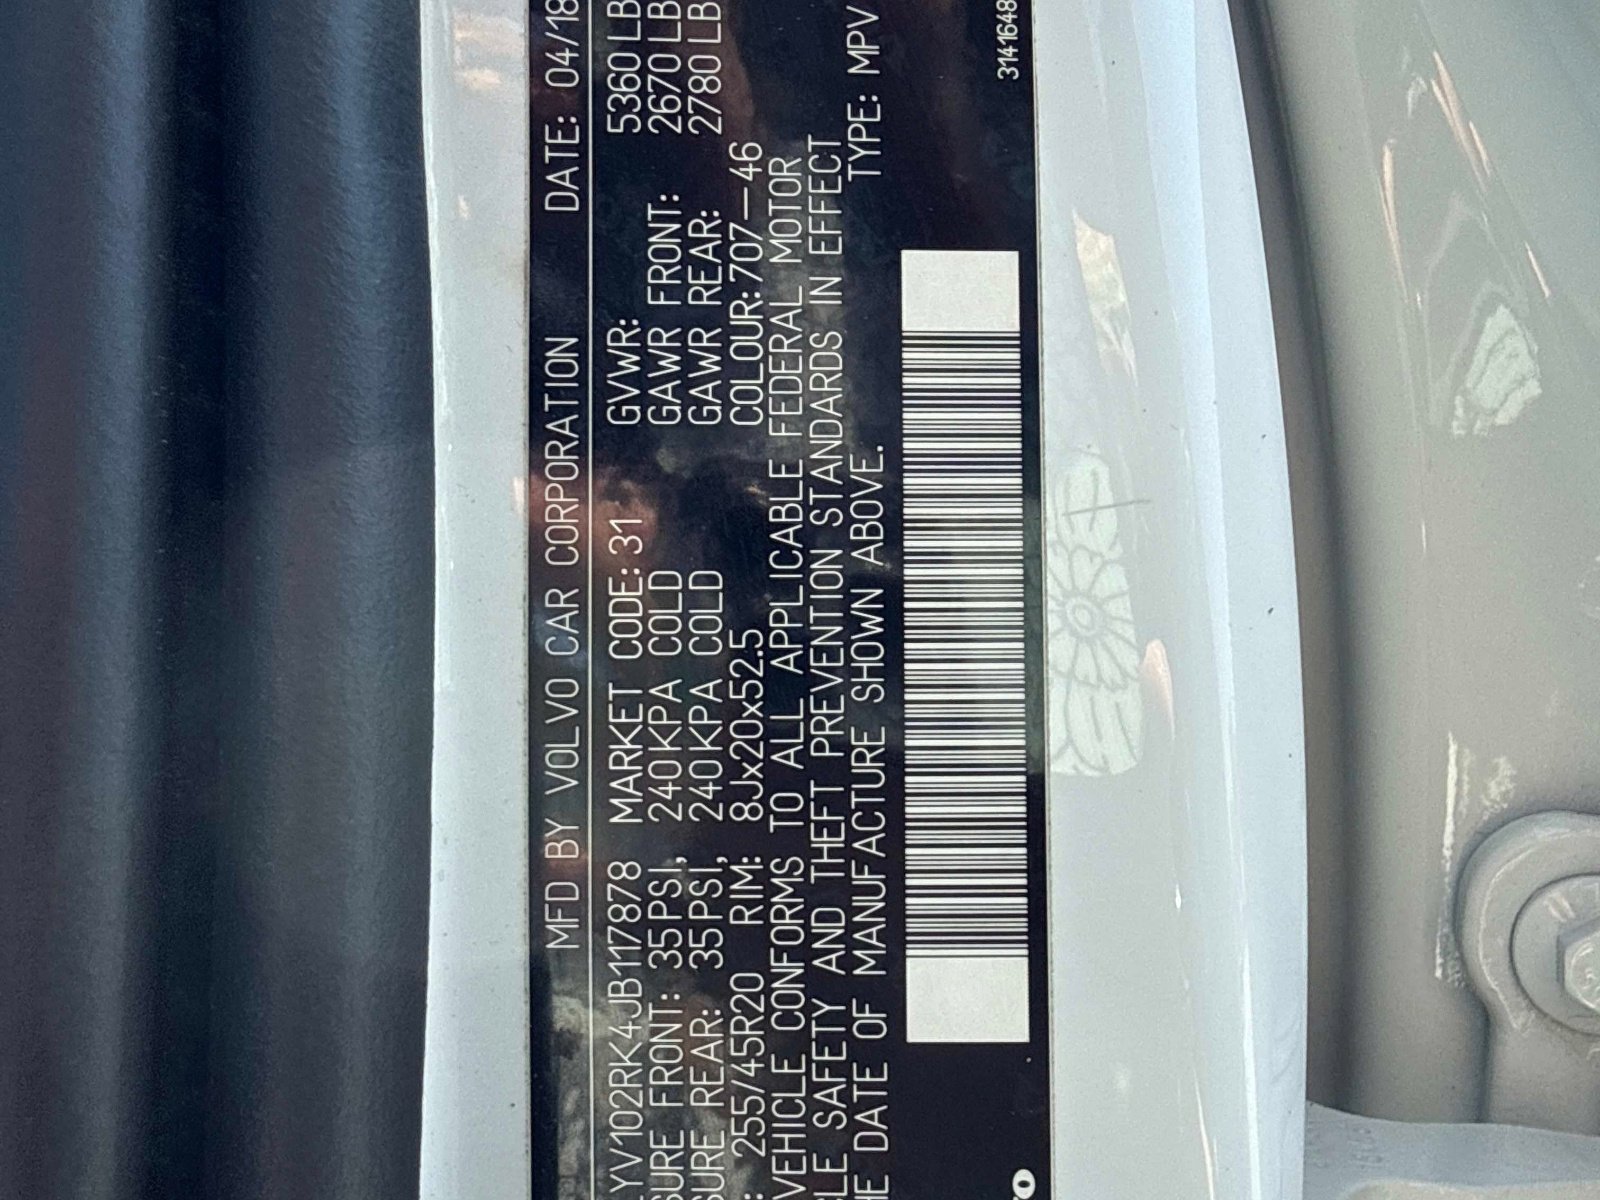 MFD BY VOLVO CAR CORPORATION DATE: 04/18
YV102RK4JB117878 MARKET CODE: 31 GVWR: 5360 LB
SURE FRONT: 35PSI, 240KPA COLD GAWR FRONT: 2670 LB
SURE REAR: 35PSI, 240KPA COLD GAWR REAR: 2780 LB
: 255/45R20 RIM: 8Jx20x52.5 COLOUR: 707-46
VEHICLE CONFORMS TO ALL APPLICABLE FEDERAL MOTOR
LE SAFETY AND THEFT PREVENTION STANDARDS IN EFFECT
HE DATE OF MANUFACTURE SHOWN ABOVE. TYPE: MPV
3141648